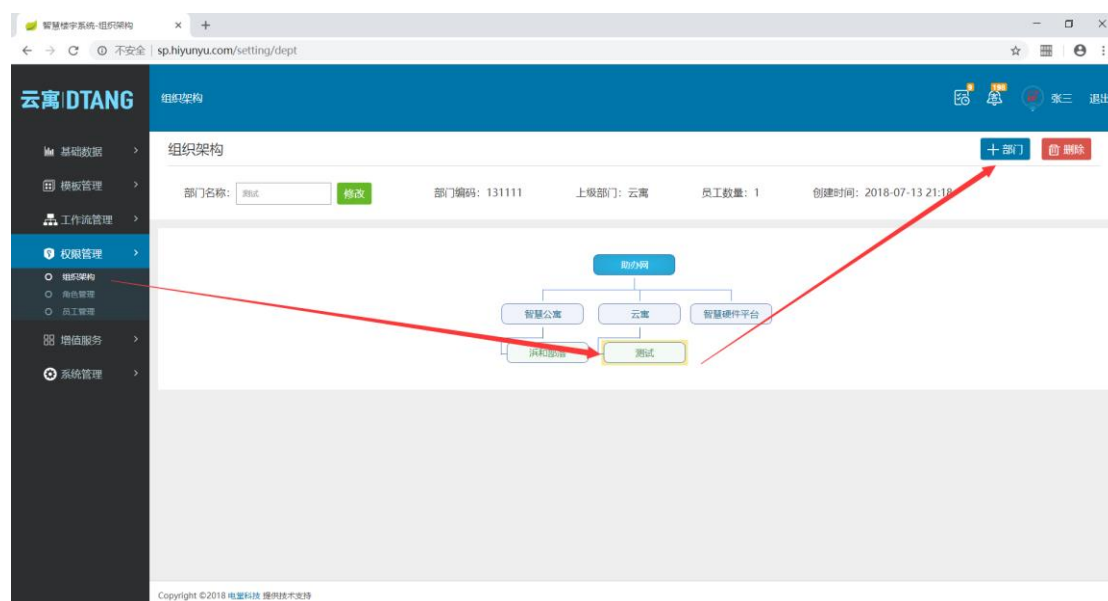 智慧楼宇系统-组织架构
不安全 | sp.hiyunyu.com/setting/dept
云寓|DTANG
组织架构
张三 退出
基础数据
模板管理
工作流管理
权限管理
组织架构
角色管理
员工管理
增值服务
系统管理
组织架构
部门 删除
部门名称: 测试 修改 部门编码: 131111 上级部门: 云寓 员工数量: 1 创建时间: 2018-07-13 21:18
助办网
智慧公寓 云寓 智慧硬件平台
浜和部落 测试
Copyright ©2018 电堂科技 提供技术支持